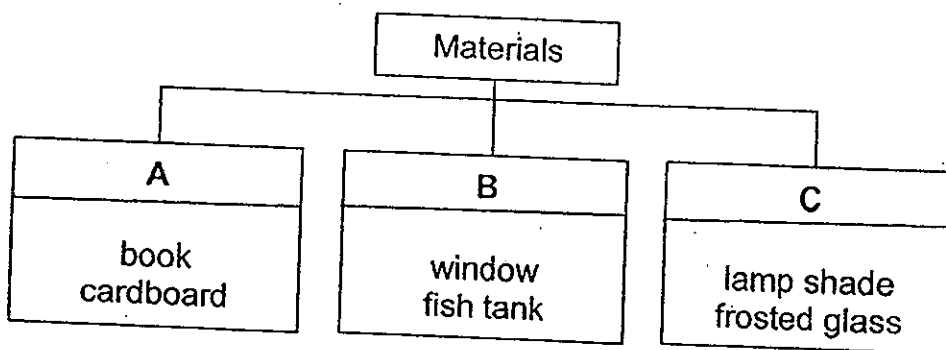 Materials
A
book
cardboard
B
window
fish tank
C
lamp shade
frosted glass